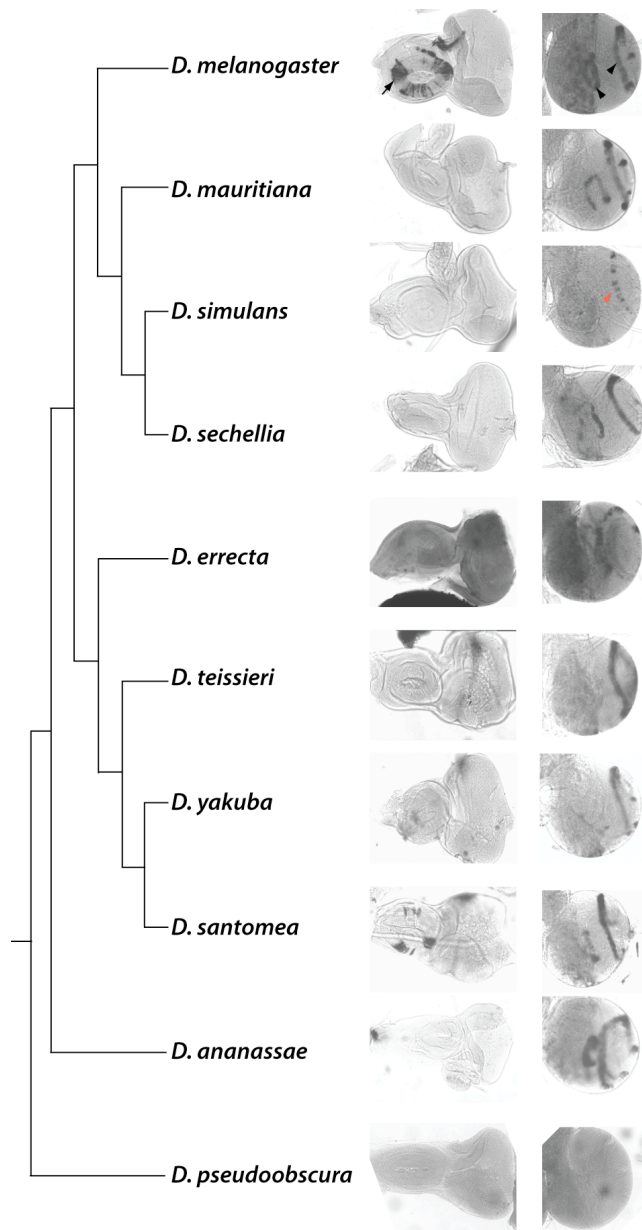 D. melanogaster
D. mauritiana
D. simulans
D. sechellia
D. errecta
D. teissieri
D. yakuba
D. santomea
D. ananassae
D. pseudoobscura